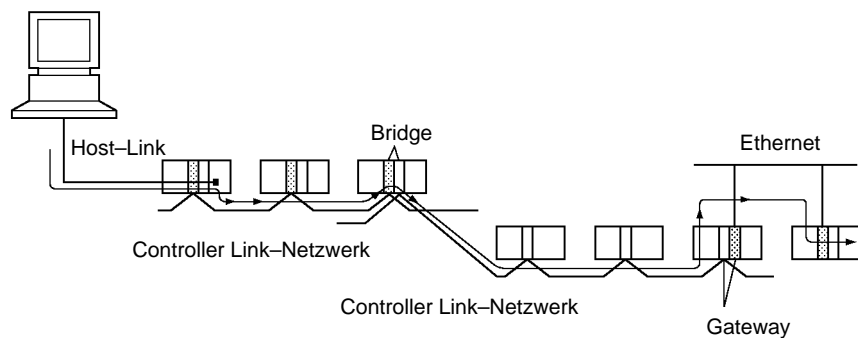 Host–Link
Bridge
Ethernet
Controller Link–Netzwerk
Controller Link–Netzwerk
Gateway